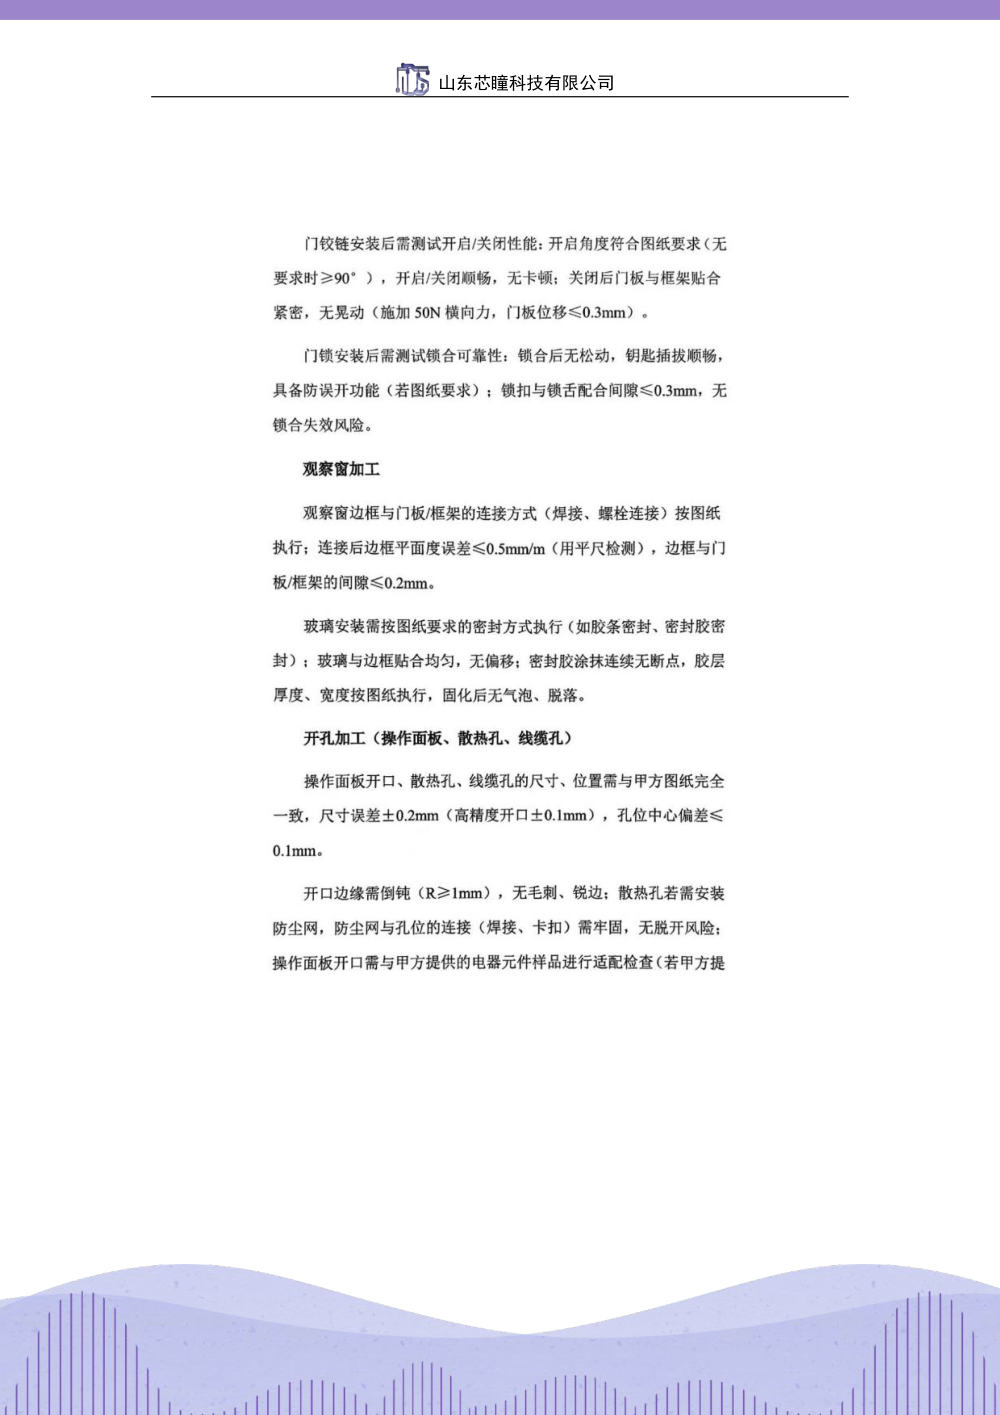 山东芯瞳科技有限公司
门铰链安装后需测试开启/关闭性能：开启角度符合图纸要求（无
要求时≥90°），开启/关闭顺畅，无卡顿；关闭后门板与框架贴合
紧密，无晃动（施加 50N 横向力，门板位移≤0.3mm）。
门锁安装后需测试锁合可靠性：锁合后无松动，钥匙插拔顺畅，
具备防误开功能（若图纸要求）；锁扣与锁舌配合间隙≤0.3mm，无
锁合失效风险。
观察窗加工
观察窗边框与门板/框架的连接方式（焊接、螺栓连接）按图纸
执行；连接后边框平面度误差≤0.5mm/m（用平尺检测），边框与门
板/框架的间隙≤0.2mm。
玻璃安装需按图纸要求的密封方式执行（如胶条密封、密封胶密
封）；玻璃与边框贴合均匀，无偏移；密封胶涂抹连续无断点，胶层
厚度、宽度按图纸执行，固化后无气泡、脱落。
开孔加工（操作面板、散热孔、线缆孔）
操作面板开口、散热孔、线缆孔的尺寸、位置需与甲方图纸完全
一致，尺寸误差±0.2mm（高精度开口±0.1mm），孔位中心偏差≤
0.1mm。
开口边缘需倒钝（R≥1mm），无毛刺、锐边；散热孔若需安装
防尘网，防尘网与孔位的连接（焊接、卡扣）需牢固，无脱开风险；
操作面板开口需与甲方提供的电器元件样品进行适配检查（若甲方提